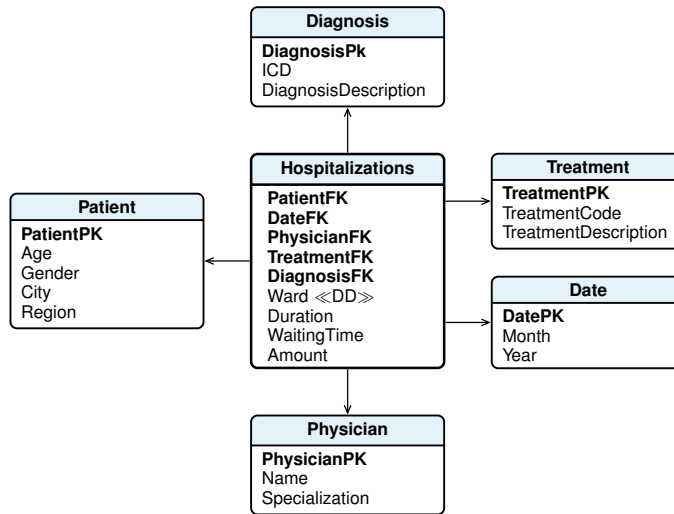 Diagnosis
DiagnosisPk
ICD
DiagnosisDescription
Hospitalizations
PatientFK
DateFK
PhysicianFK
TreatmentFK
DiagnosisFK
Ward ≪DD≫
Duration
WaitingTime
Amount
Treatment
TreatmentPK
TreatmentCode
TreatmentDescription
Patient
PatientPK
Age
Gender
City
Region
Date
DatePK
Month
Year
Physician
PhysicianPK
Name
Specialization